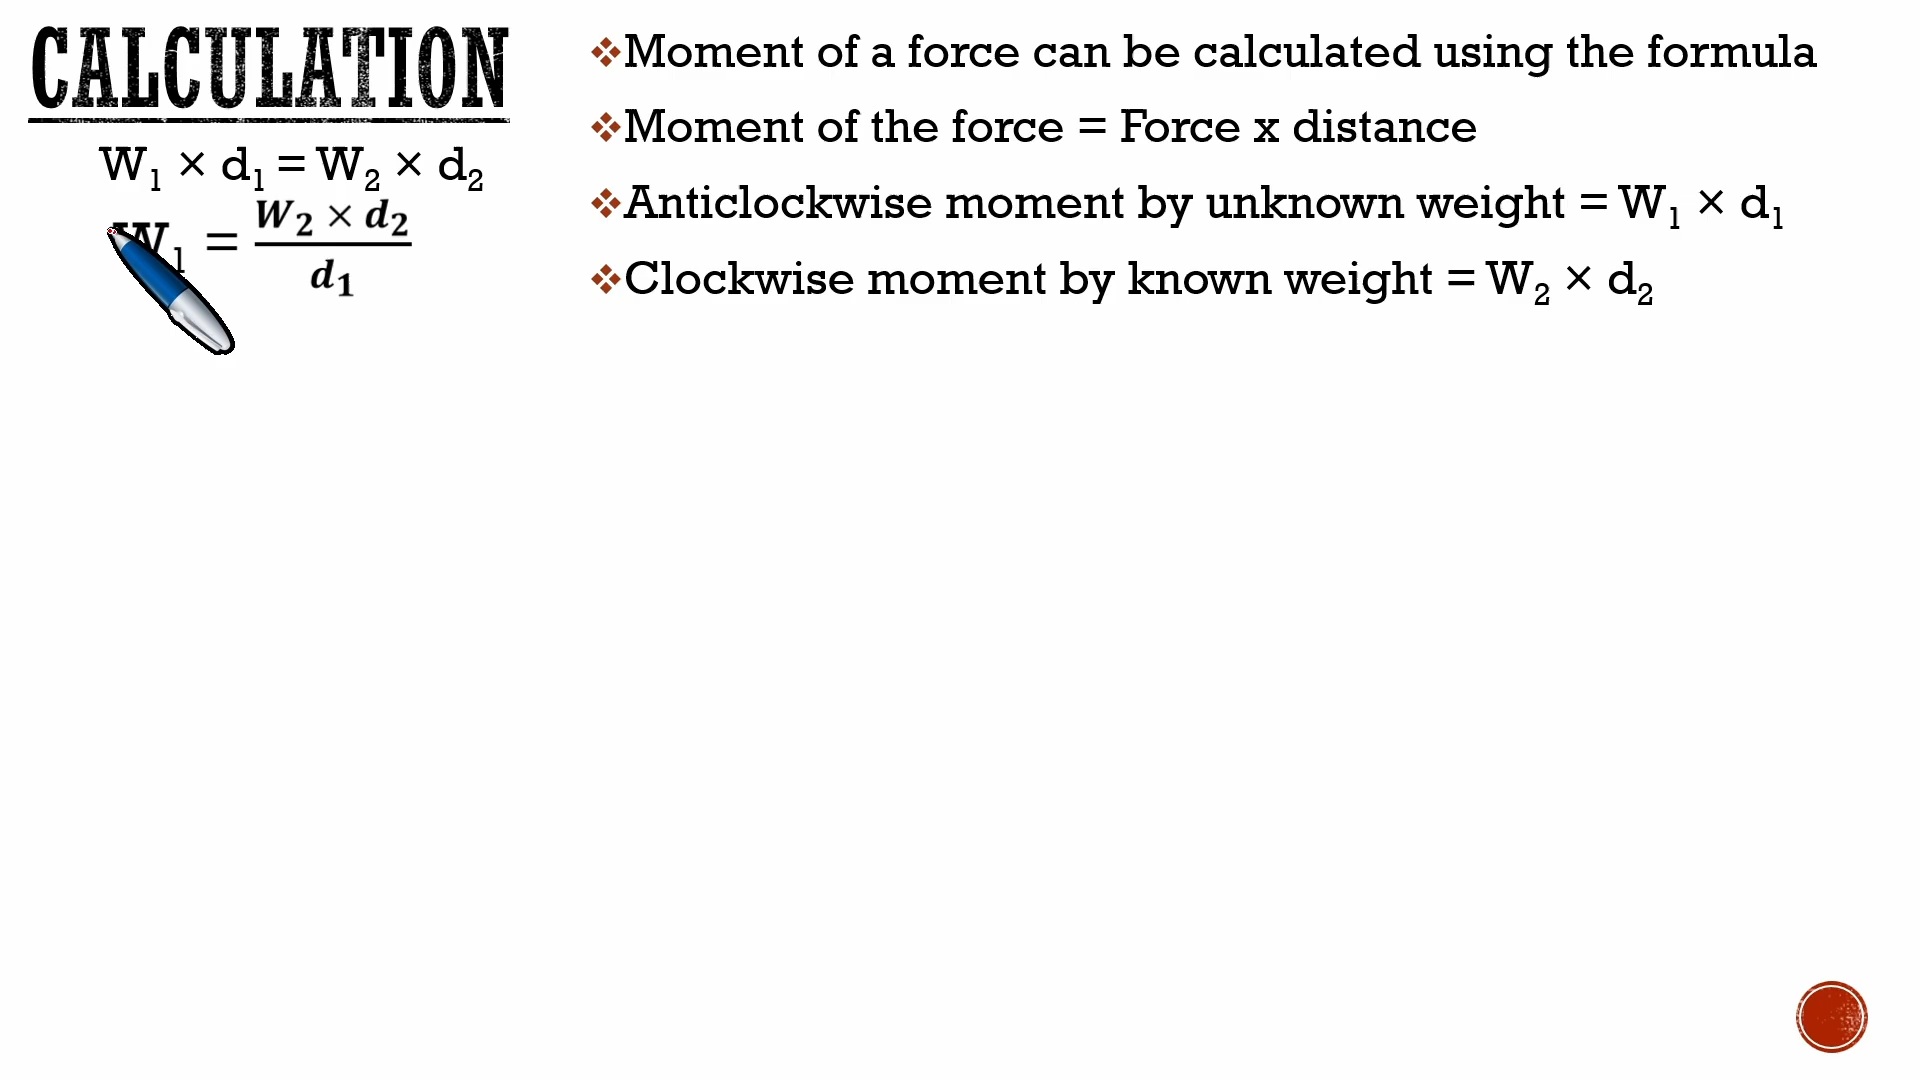 CALCULATION
W₁ × d₁ = W₂ × d₂
W₁ = W₂ × d₂ / d₁
❖Moment of a force can be calculated using the formula
❖Moment of the force = Force x distance
❖Anticlockwise moment by unknown weight = W₁ × d₁
❖Clockwise moment by known weight = W₂ × d₂